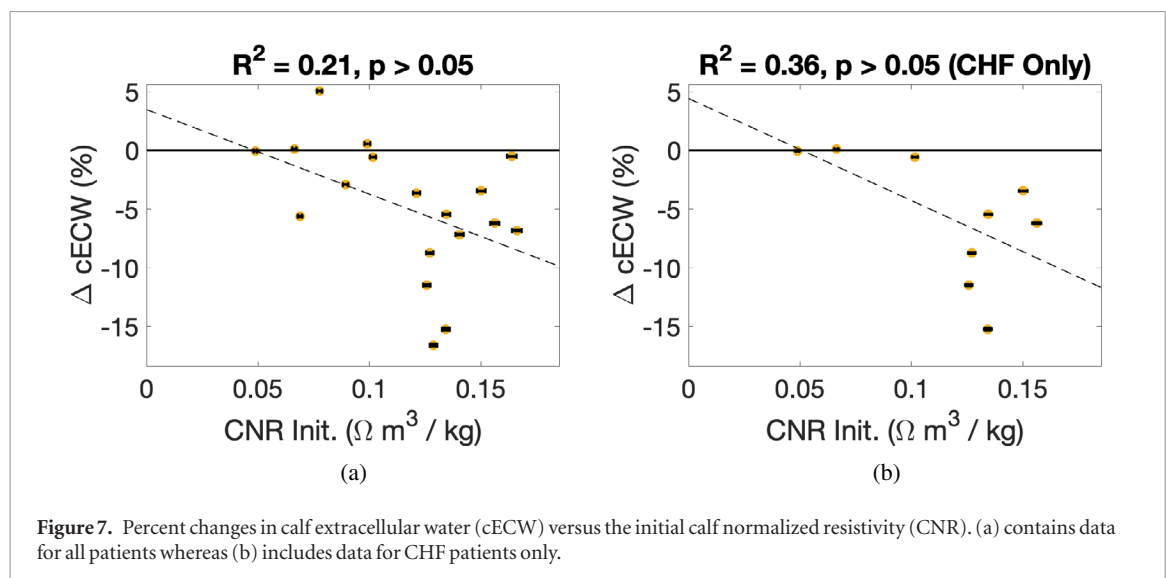 R² = 0.21, p > 0.05
5
0
-5
-10
-15
Δ cECW (%)
0
0.05
0.1
0.15
CNR Init. (Ω m³ / kg)
(a)
R² = 0.36, p > 0.05 (CHF Only)
5
0
-5
-10
-15
Δ cECW (%)
0
0.05
0.1
0.15
CNR Init. (Ω m³ / kg)
(b)
Figure 7. Percent changes in calf extracellular water (cECW) versus the initial calf normalized resistivity (CNR). (a) contains data
for all patients whereas (b) includes data for CHF patients only.